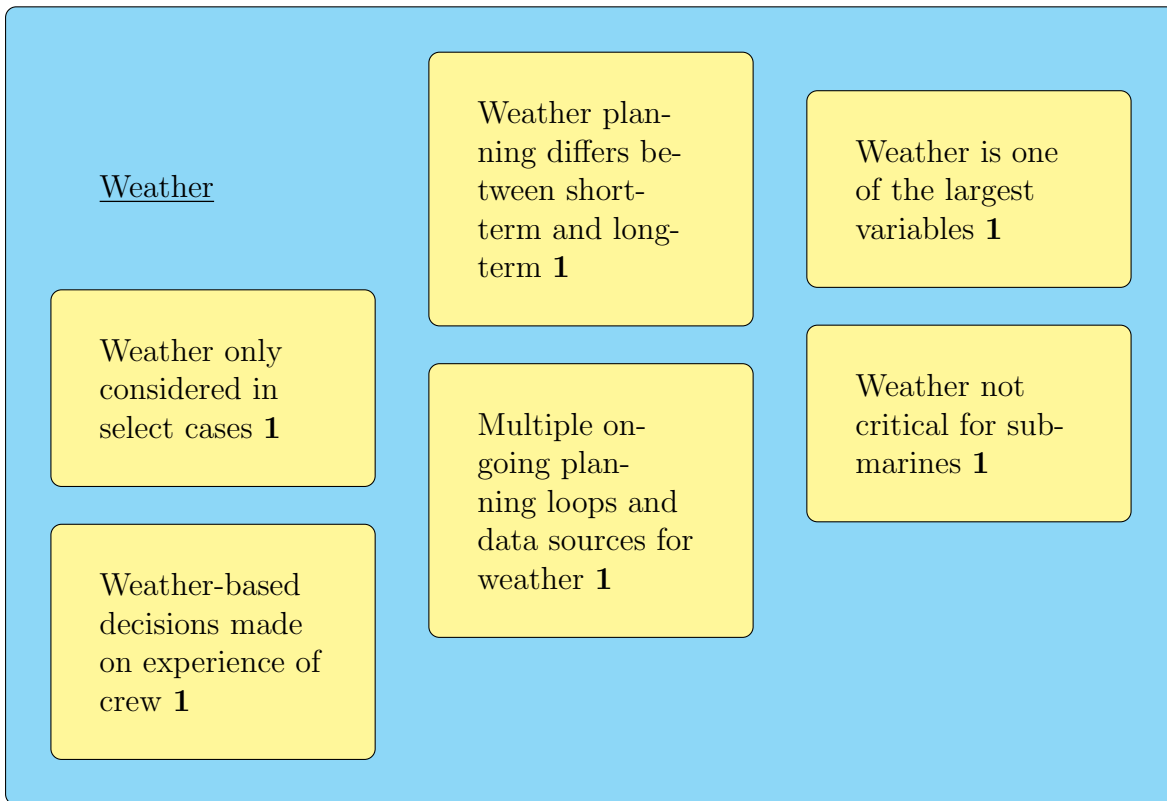 Weather
Weather only
considered in
select cases 1
Weather-based
decisions made
on experience of
crew 1
Weather plan-
ning differs be-
tween short-
term and long-
term 1
Multiple on-
going plan-
ning loops and
data sources for
weather 1
Weather is one
of the largest
variables 1
Weather not
critical for sub-
marines 1